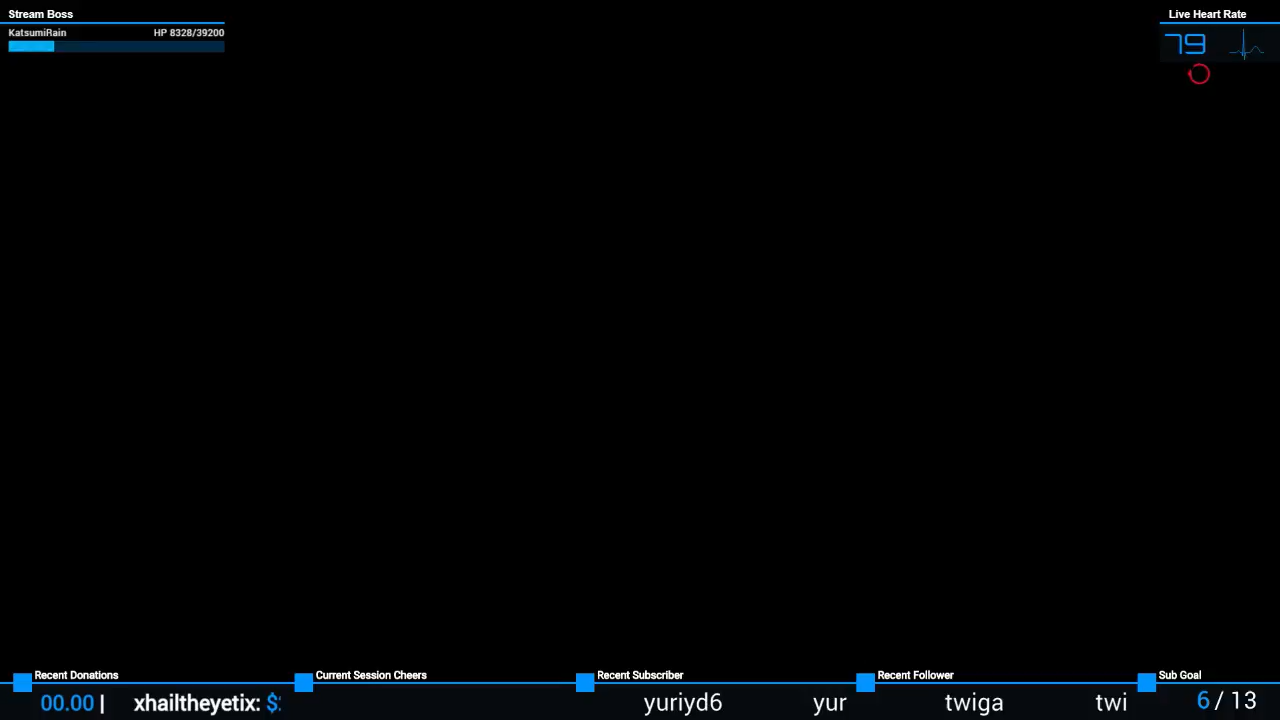 Stream Boss
KatsumiRain HP 8328/39200
Live Heart Rate
79
Recent Donations
00.00 | xhailtheyetix: $
Current Session Cheers
Recent Subscriber
yuriyd6 yur
Recent Follower
twiga twi
Sub Goal
6 / 13